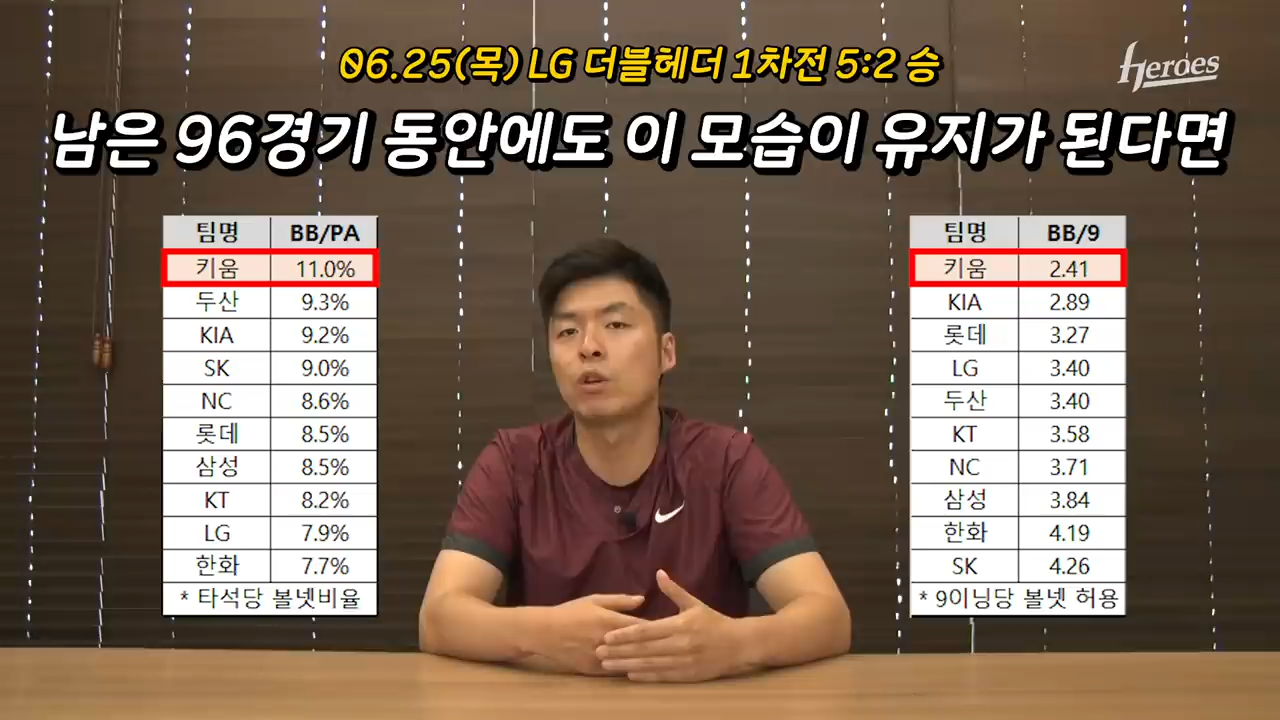 06.25(목) LG 더블헤더 1차전 5:2 승
heroes
남은 96경기 동안에도 이 모습이 유지가 된다면
팀명 BB/PA
키움 11.0%
두산 9.3%
KIA 9.2%
SK 9.0%
NC 8.6%
롯데 8.5%
삼성 8.5%
KT 8.2%
LG 7.9%
한화 7.7%
* 타석당 볼넷비율
팀명 BB/9
키움 2.41
KIA 2.89
롯데 3.27
LG 3.40
두산 3.40
KT 3.58
NC 3.71
삼성 3.84
한화 4.19
SK 4.26
* 9이닝당 볼넷 허용